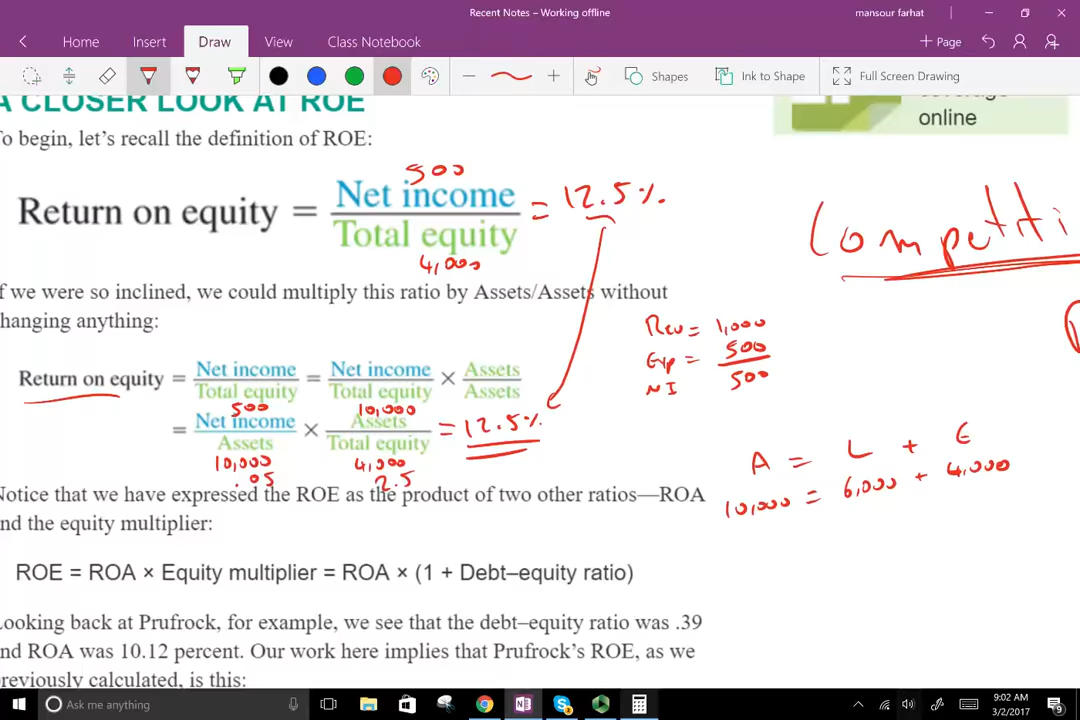 Recent Notes – Working offline
mansour farhat
Home Insert Draw View Class Notebook
Page
Shapes Ink to Shape Full Screen Drawing
A CLOSER LOOK AT ROE
online
To begin, let's recall the definition of ROE:
500
Return on equity = Net income / Total equity = 12.5%
4,000
Competiti
If we were so inclined, we could multiply this ratio by Assets/Assets without
changing anything:
Rev = 1,000
Exp = 500
NI 500
Return on equity = Net income / Total equity = Net income / Total equity × Assets / Assets
500 10,000
= Net income / Assets × Assets / Total equity = 12.5%
10,000 4,000
.05 2.5
A = L + E
10,000 = 6,000 + 4,000
Notice that we have expressed the ROE as the product of two other ratios—ROA
and the equity multiplier:
ROE = ROA × Equity multiplier = ROA × (1 + Debt–equity ratio)
Looking back at Prufrock, for example, we see that the debt–equity ratio was .39
and ROA was 10.12 percent. Our work here implies that Prufrock's ROE, as we
previously calculated, is this:
Ask me anything
9:02 AM
3/2/2017